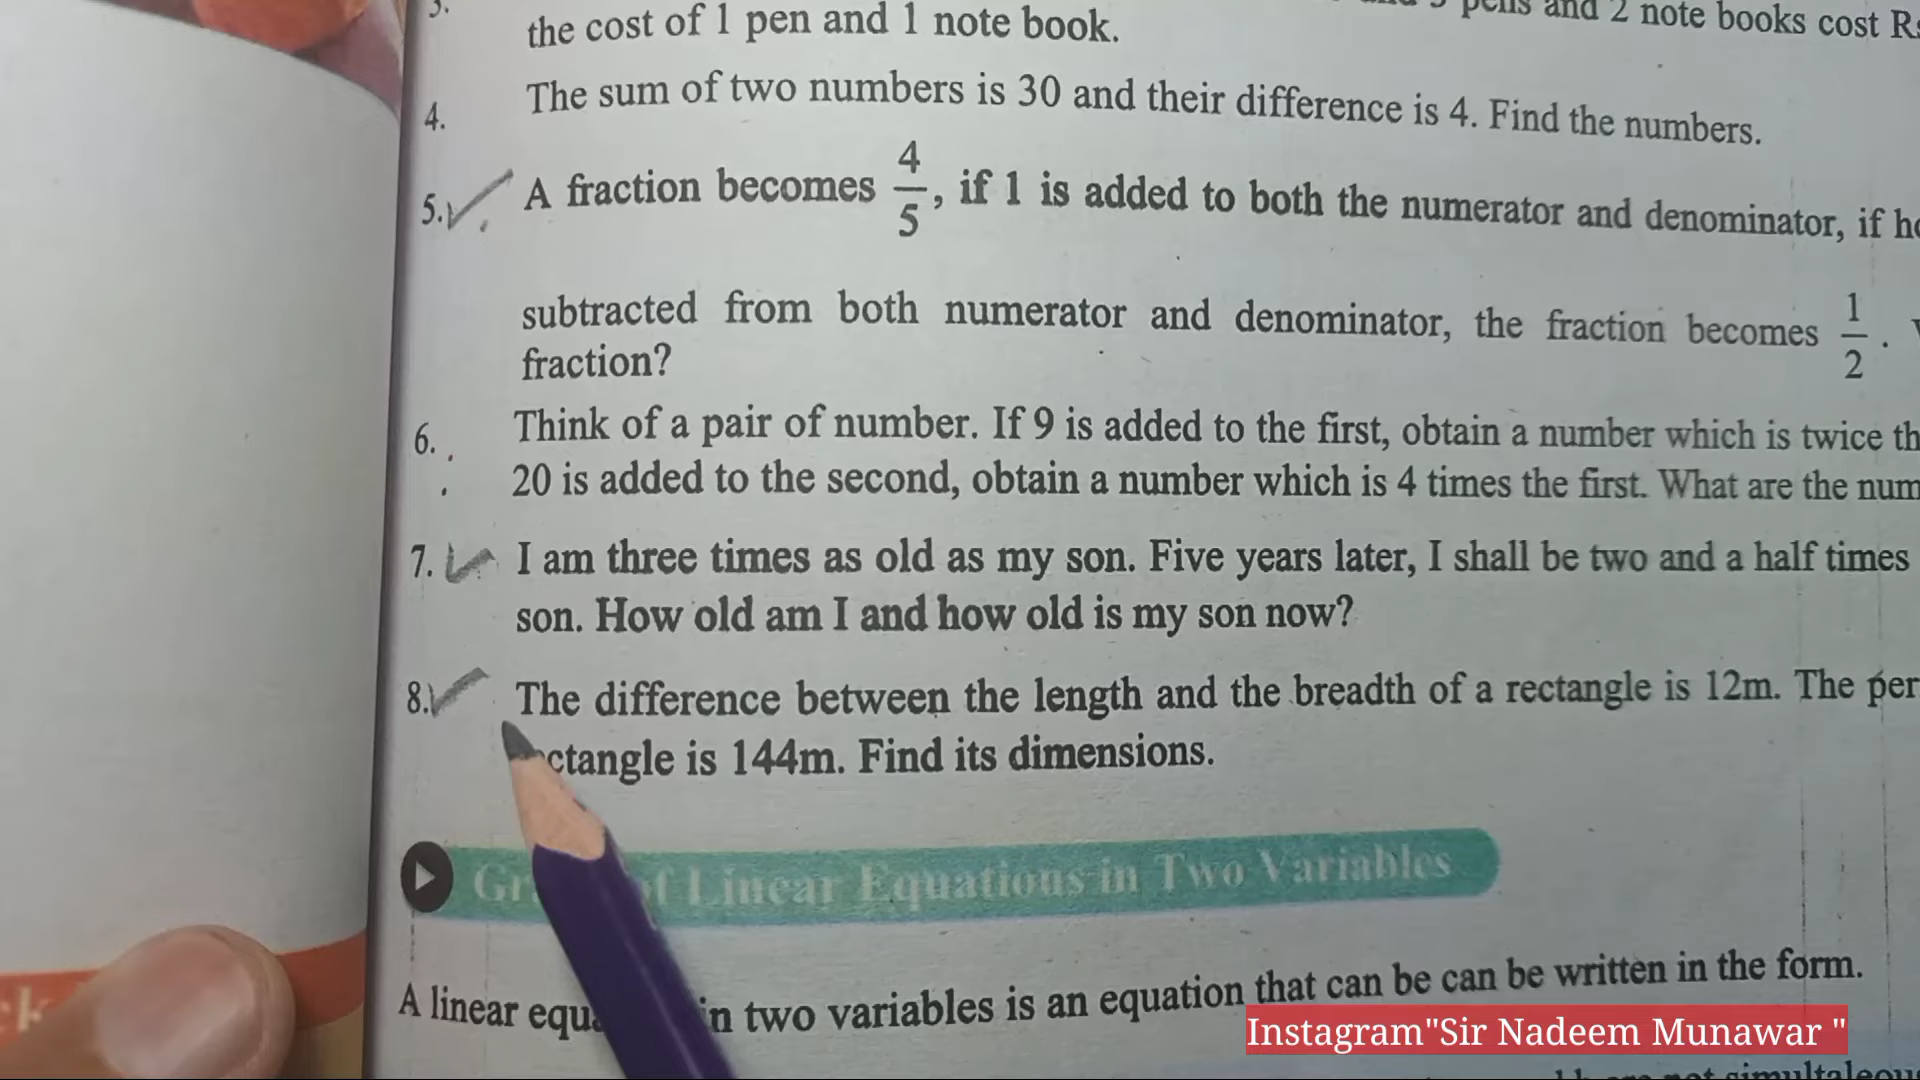 3. pens and 2 note books cost
the cost of 1 pen and 1 note book.
4. The sum of two numbers is 30 and their difference is 4. Find the numbers.
5. A fraction becomes 4/5, if 1 is added to both the numerator and denominator, if
subtracted from both numerator and denominator, the fraction becomes 1/2.
fraction?
6. Think of a pair of number. If 9 is added to the first, obtain a number which is twice
20 is added to the second, obtain a number which is 4 times the first. What are the
7. I am three times as old as my son. Five years later, I shall be two and a half times
son. How old am I and how old is my son now?
8. The difference between the length and the breadth of a rectangle is 12m. The
is 144m. Find its dimensions.
Linear Equations in Two Variables
A linear in two variables is an equation that can be can be written in the form.
Instagram"Sir Nadeem Munawar "